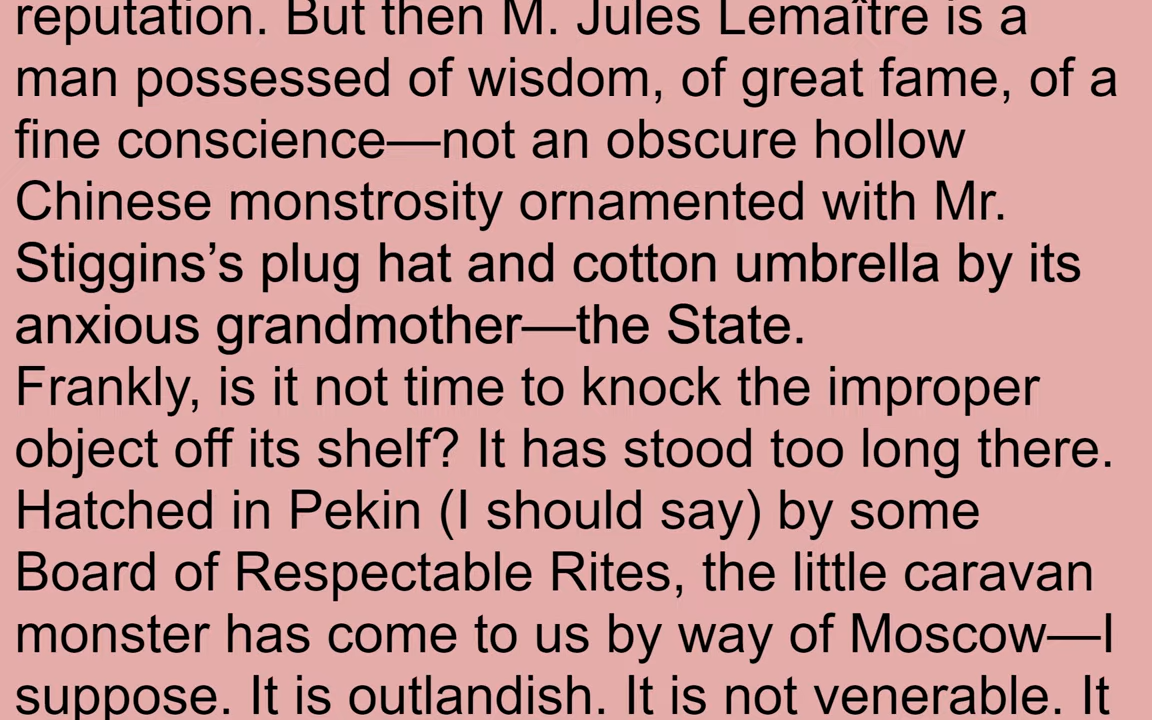 reputation. But then M. Jules Lemaître is a
man possessed of wisdom, of great fame, of a
fine conscience—not an obscure hollow
Chinese monstrosity ornamented with Mr.
Stiggins’s plug hat and cotton umbrella by its
anxious grandmother—the State.
Frankly, is it not time to knock the improper
object off its shelf? It has stood too long there.
Hatched in Pekin (I should say) by some
Board of Respectable Rites, the little caravan
monster has come to us by way of Moscow—I
suppose. It is outlandish. It is not venerable. It